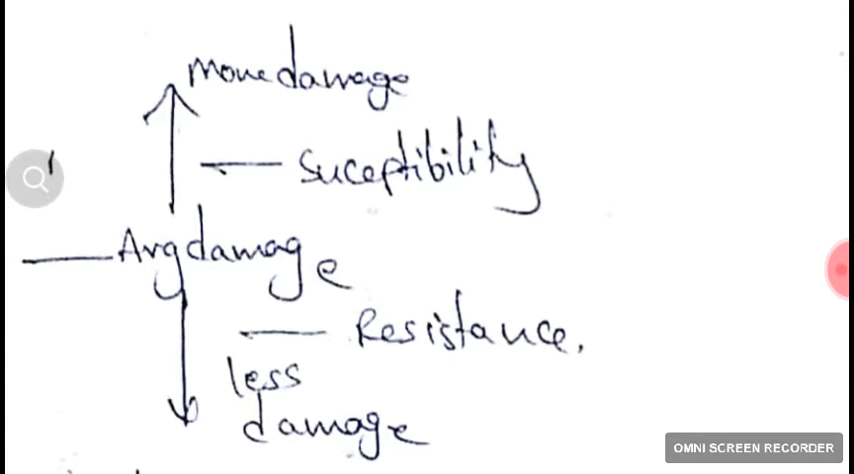 more damage
suceptibility
Avg damage
Resistance.
less
damage
OMNI SCREEN RECORDER